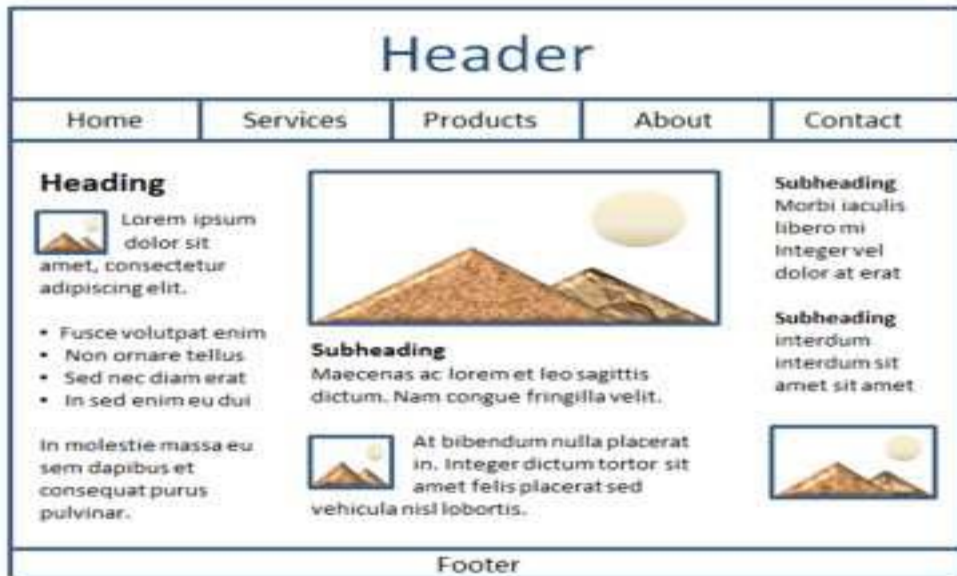 Header
Home Services Products About Contact
Heading
Lorem ipsum
dolor sit
amet, consectetur
adipiscing elit.
• Fusce volutpat enim
• Non ornare tellus
• Sed nec diam erat
• In sed enim eu dui
In molestie massa eu
sem dapibus et
consequat purus
pulvinar.
Subheading
Maecenas ac lorem et leo sagittis
dictum. Nam congue fringilla velit.
At bibendum nulla placerat
in. Integer dictum tortor sit
amet felis placerat sed
vehicula nisl lobortis.
Subheading
Morbi iaculis
libero mi
Integer vel
dolor at erat
Subheading
interdum
interdum sit
amet sit amet
Footer